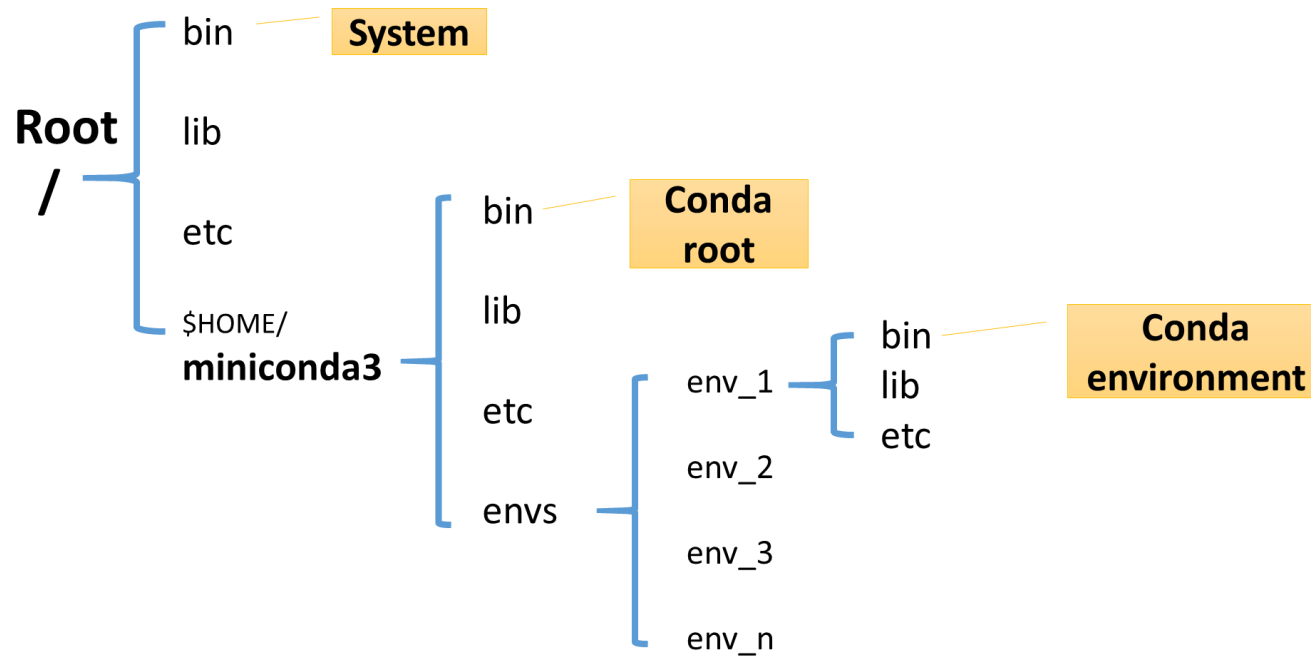 Root
/
bin
System
lib
etc
$HOME/
miniconda3
bin
Conda
root
lib
etc
envs
env_1
env_2
env_3
env_n
bin
lib
etc
Conda
environment